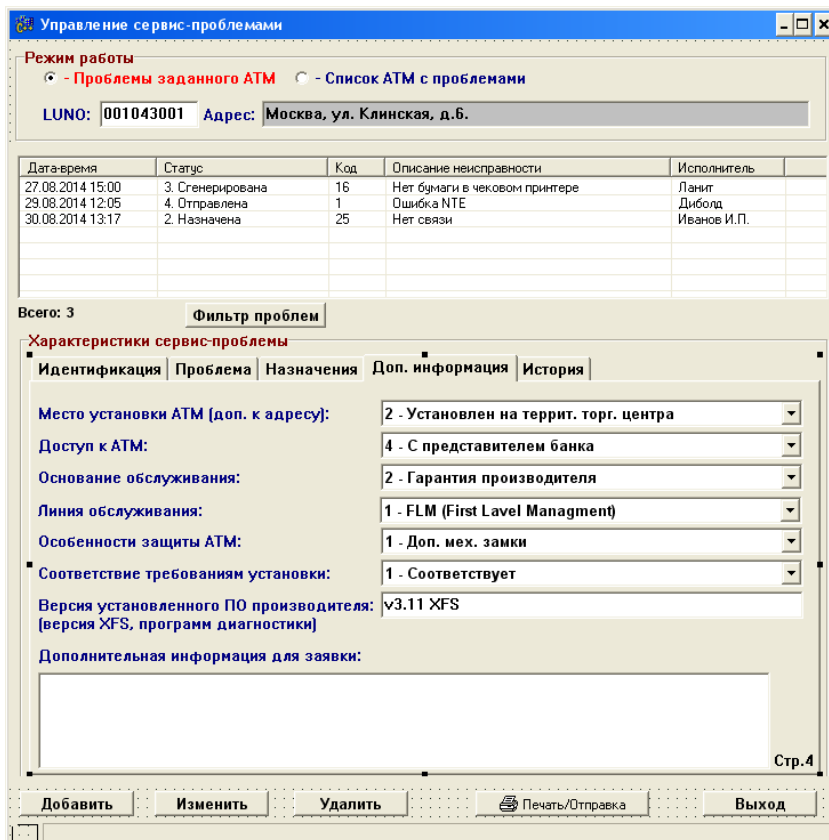 Управление сервис-проблемами
Режим работы
- Проблемы заданного АТМ - Список АТМ с проблемами
LUNO: 001043001 Адрес: Москва, ул. Клинская, д.6.
Дата-время Статус Код Описание неисправности Исполнитель
27.08.2014 15:00 3. Сгенерирована 16 Нет бумаги в чековом принтере Ланит
29.08.2014 12:05 4. Отправлена 1 Ошибка NTE Диболд
30.08.2014 13:17 2. Назначена 25 Нет связи Иванов И.П.
Всего: 3 Фильтр проблем
Характеристики сервис-проблемы
Идентификация Проблема Назначения Доп. информация История
Место установки АТМ (доп. к адресу): 2 - Установлен на террит. торг. центра
Доступ к АТМ: 4 - С представителем банка
Основание обслуживания: 2 - Гарантия производителя
Линия обслуживания: 1 - FLM (First Lavel Managment)
Особенности защиты АТМ: 1 - Доп. мех. замки
Соответствие требованиям установки: 1 - Соответствует
Версия установленного ПО производителя: v3.11 XFS
(версия XFS, программ диагностики)
Дополнительная информация для заявки:
Стр.4
Добавить Изменить Удалить Печать/Отправка Выход